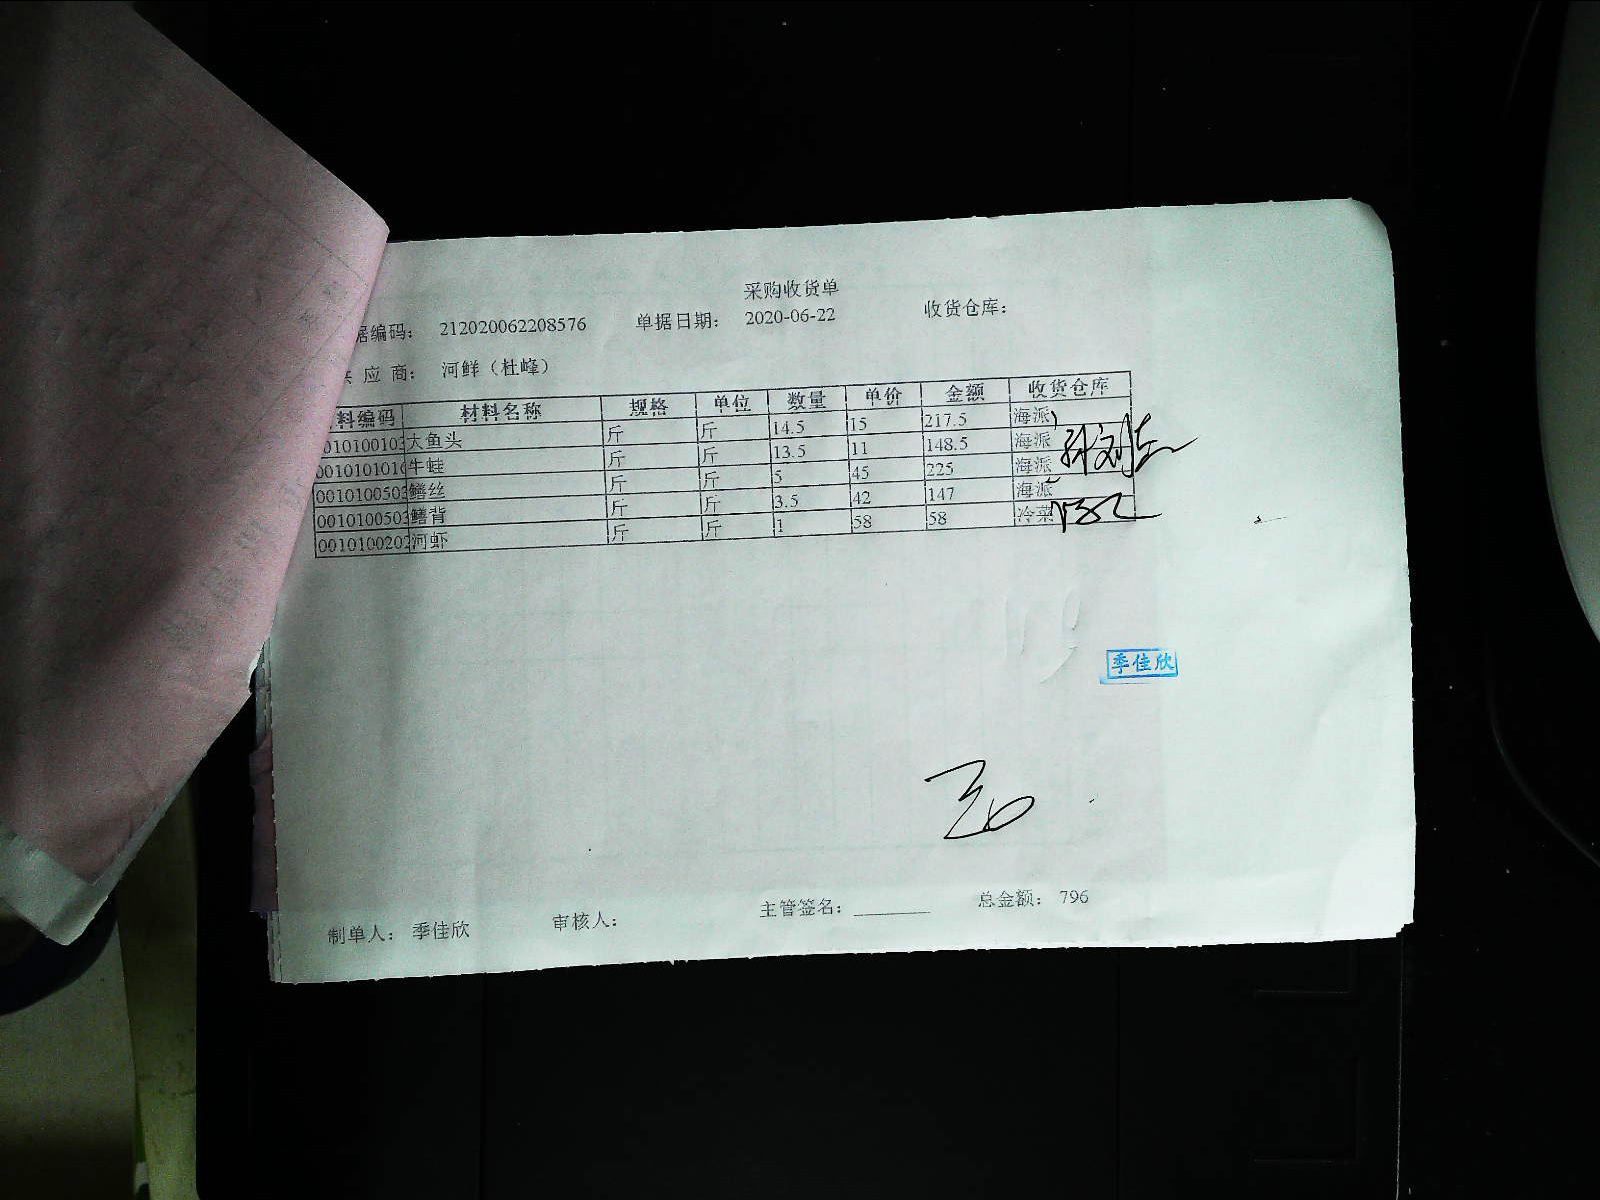 采购收货单
据编码： 212020062208576 单据日期： 2020-06-22 收货仓库：
应 商： 河鲜（杜峰）
料编码 材料名称 规格 单位 数量 单价 金额 收货仓库
010100103 大鱼头 斤 斤 14.5 15 217.5 海派
001010101 牛蛙 斤 斤 13.5 11 148.5 海派
0010100503 鳝丝 斤 斤 5 45 225 海派
0010100503 鳝背 斤 斤 3.5 42 147 海派
0010100202 河虾 斤 斤 1 58 58 冷菜
季佳欣
制单人： 季佳欣 审核人： 主管签名： 总金额： 796